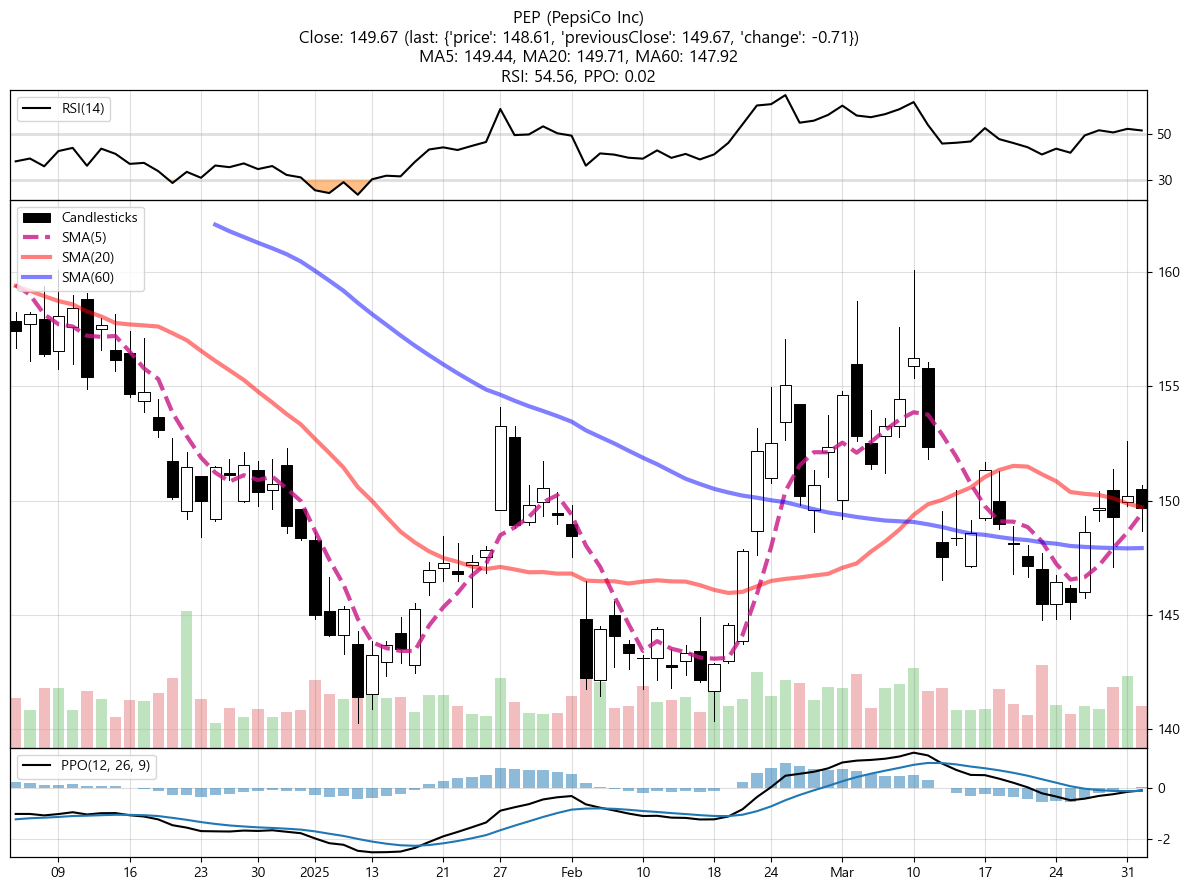 PEP (PepsiCo Inc)
Close: 149.67 (last: {'price': 148.61, 'previousClose': 149.67, 'change': -0.71})
MA5: 149.44, MA20: 149.71, MA60: 147.92
RSI: 54.56, PPO: 0.02
RSI(14)
50
30
Candlesticks
SMA(5)
SMA(20)
SMA(60)
160
155
150
145
140
PPO(12, 26, 9)
0
-2
09 16 23 30 2025 13 21 27 Feb 10 18 24 Mar 10 17 24 31